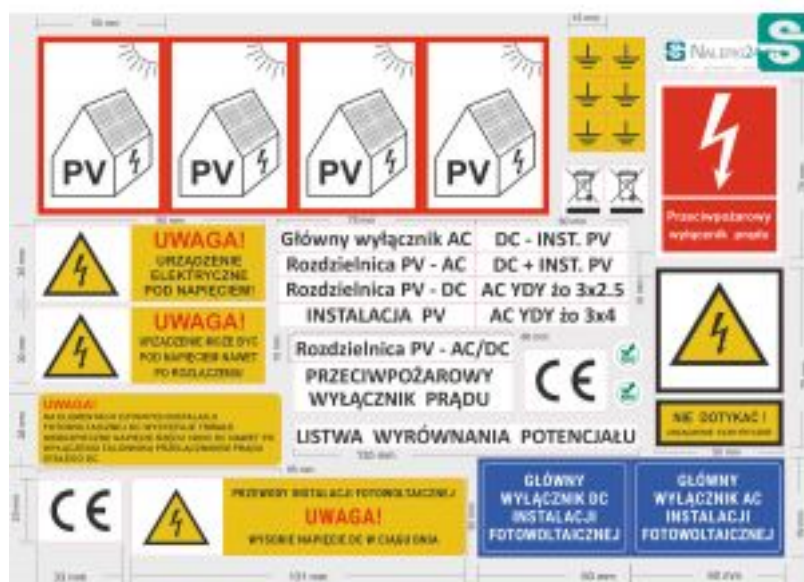 PV PV PV PV
NALEPKI24
Przeciwpożarowy
wyłącznik prądu
UWAGA!
URZĄDZENIE
ELEKTRYCZNE
POD NAPIĘCIEM!
UWAGA!
URZĄDZENIE MOŻE BYĆ
POD NAPIĘCIEM NAWET
PO ROZŁĄCZENIU
UWAGA!
Główny wyłącznik AC
DC - INST. PV
Rozdzielnica PV - AC
DC + INST. PV
Rozdzielnica PV - DC
AC YDY żo 3x2.5
INSTALACJA PV
AC YDY żo 3x4
Rozdzielnica PV - AC/DC
PRZECIWPOŻAROWY
WYŁĄCZNIK PRĄDU
CE
LISTWA WYRÓWNANIA POTENCJAŁU
NIE DOTYKAĆ!
URZĄDZENIE ELEKTRYCZNE
CE
PRZEWODY INSTALACJI FOTOWOLTAICZNEJ
UWAGA!
WYSOKIE NAPIĘCIE DC W CIĄGU DNIA
GŁÓWNY
WYŁĄCZNIK DC
INSTALACJI
FOTOWOLTAICZNEJ
GŁÓWNY
WYŁĄCZNIK AC
INSTALACJI
FOTOWOLTAICZNEJ